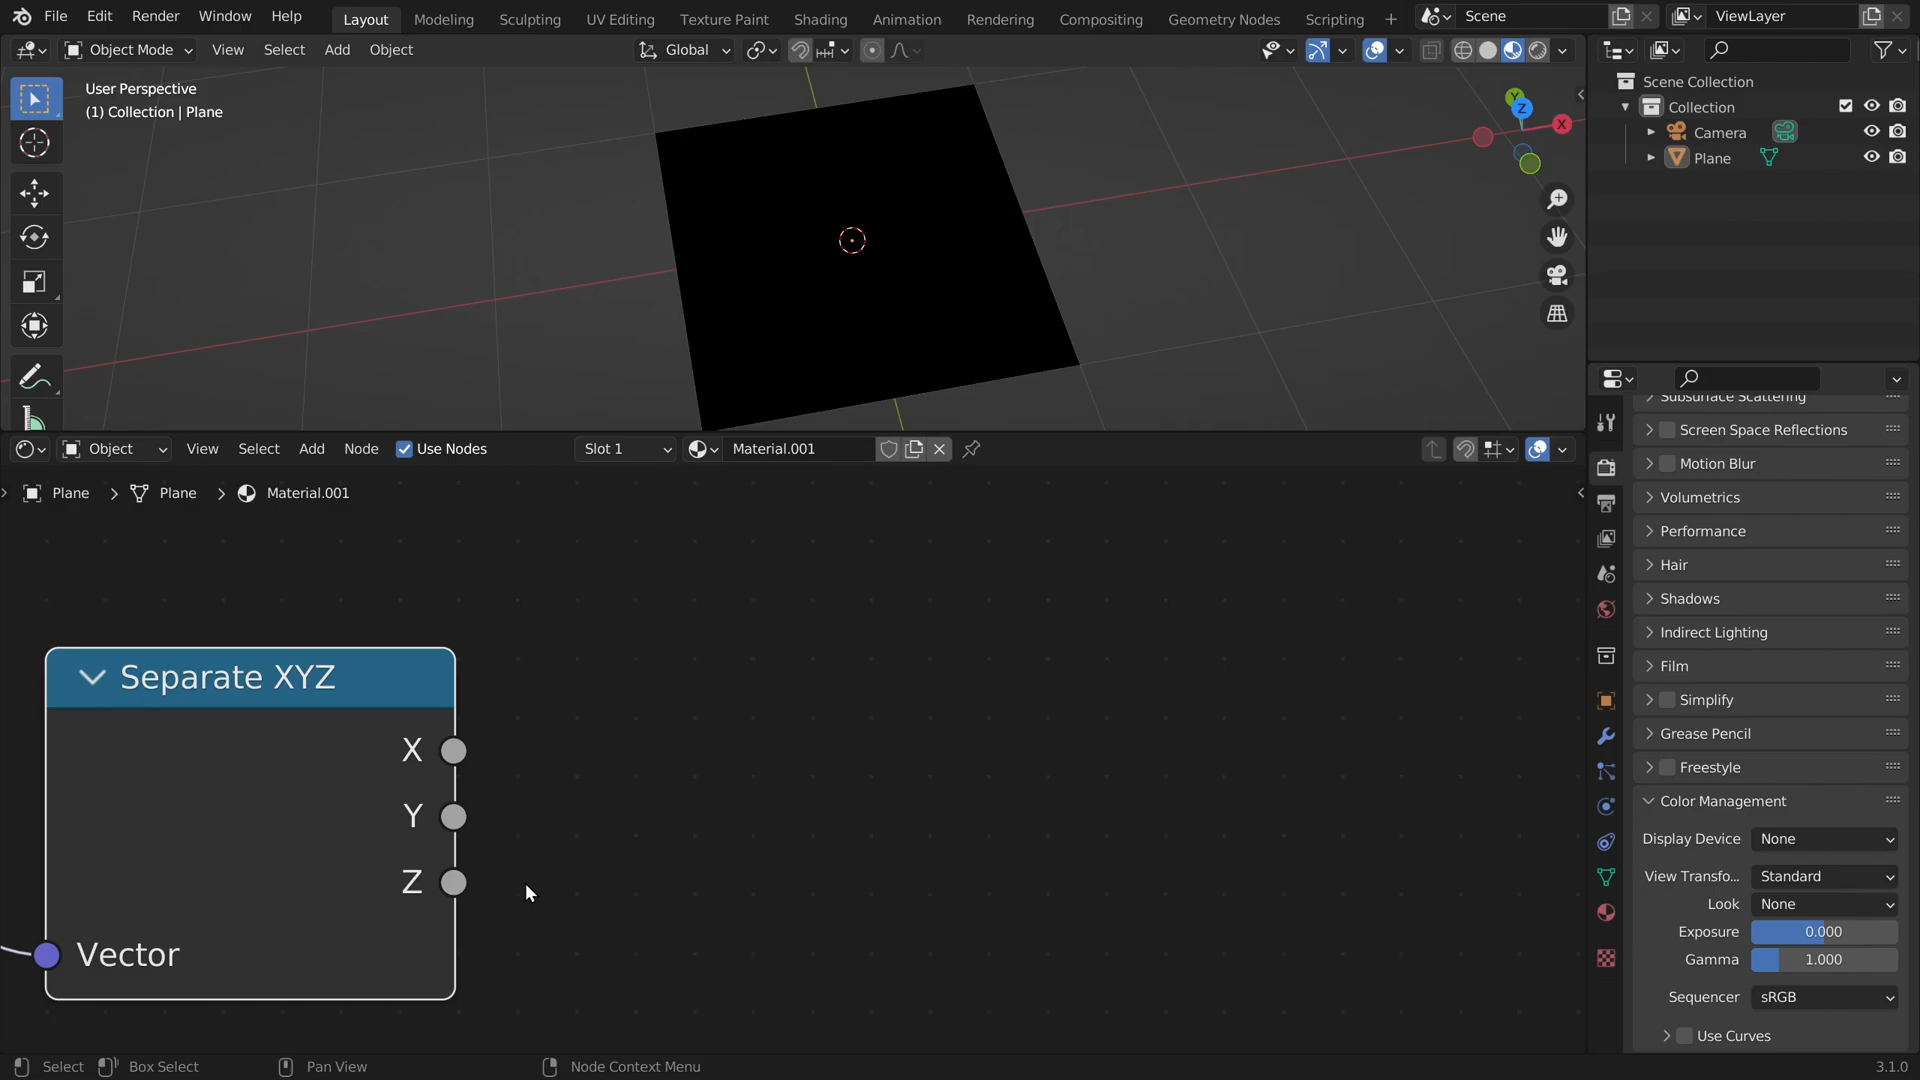 File Edit Render Window Help Layout Modeling Sculpting UV Editing Texture Paint Shading Animation Rendering Compositing Geometry Nodes Scripting + Scene ViewLayer
Object Mode View Select Add Object Global
User Perspective
(1) Collection | Plane
Y
Z
X
Scene Collection
Collection
Camera
Plane
Object View Select Add Node Use Nodes Slot 1 Material.001
Plane > Plane > Material.001
Separate XYZ
X
Y
Z
Vector
Subsurface Scattering
Screen Space Reflections
Motion Blur
Volumetrics
Performance
Hair
Shadows
Indirect Lighting
Film
Simplify
Grease Pencil
Freestyle
Color Management
Display Device None
View Transfo... Standard
Look None
Exposure 0.000
Gamma 1.000
Sequencer sRGB
Use Curves
Select Box Select Pan View Node Context Menu 3.1.0